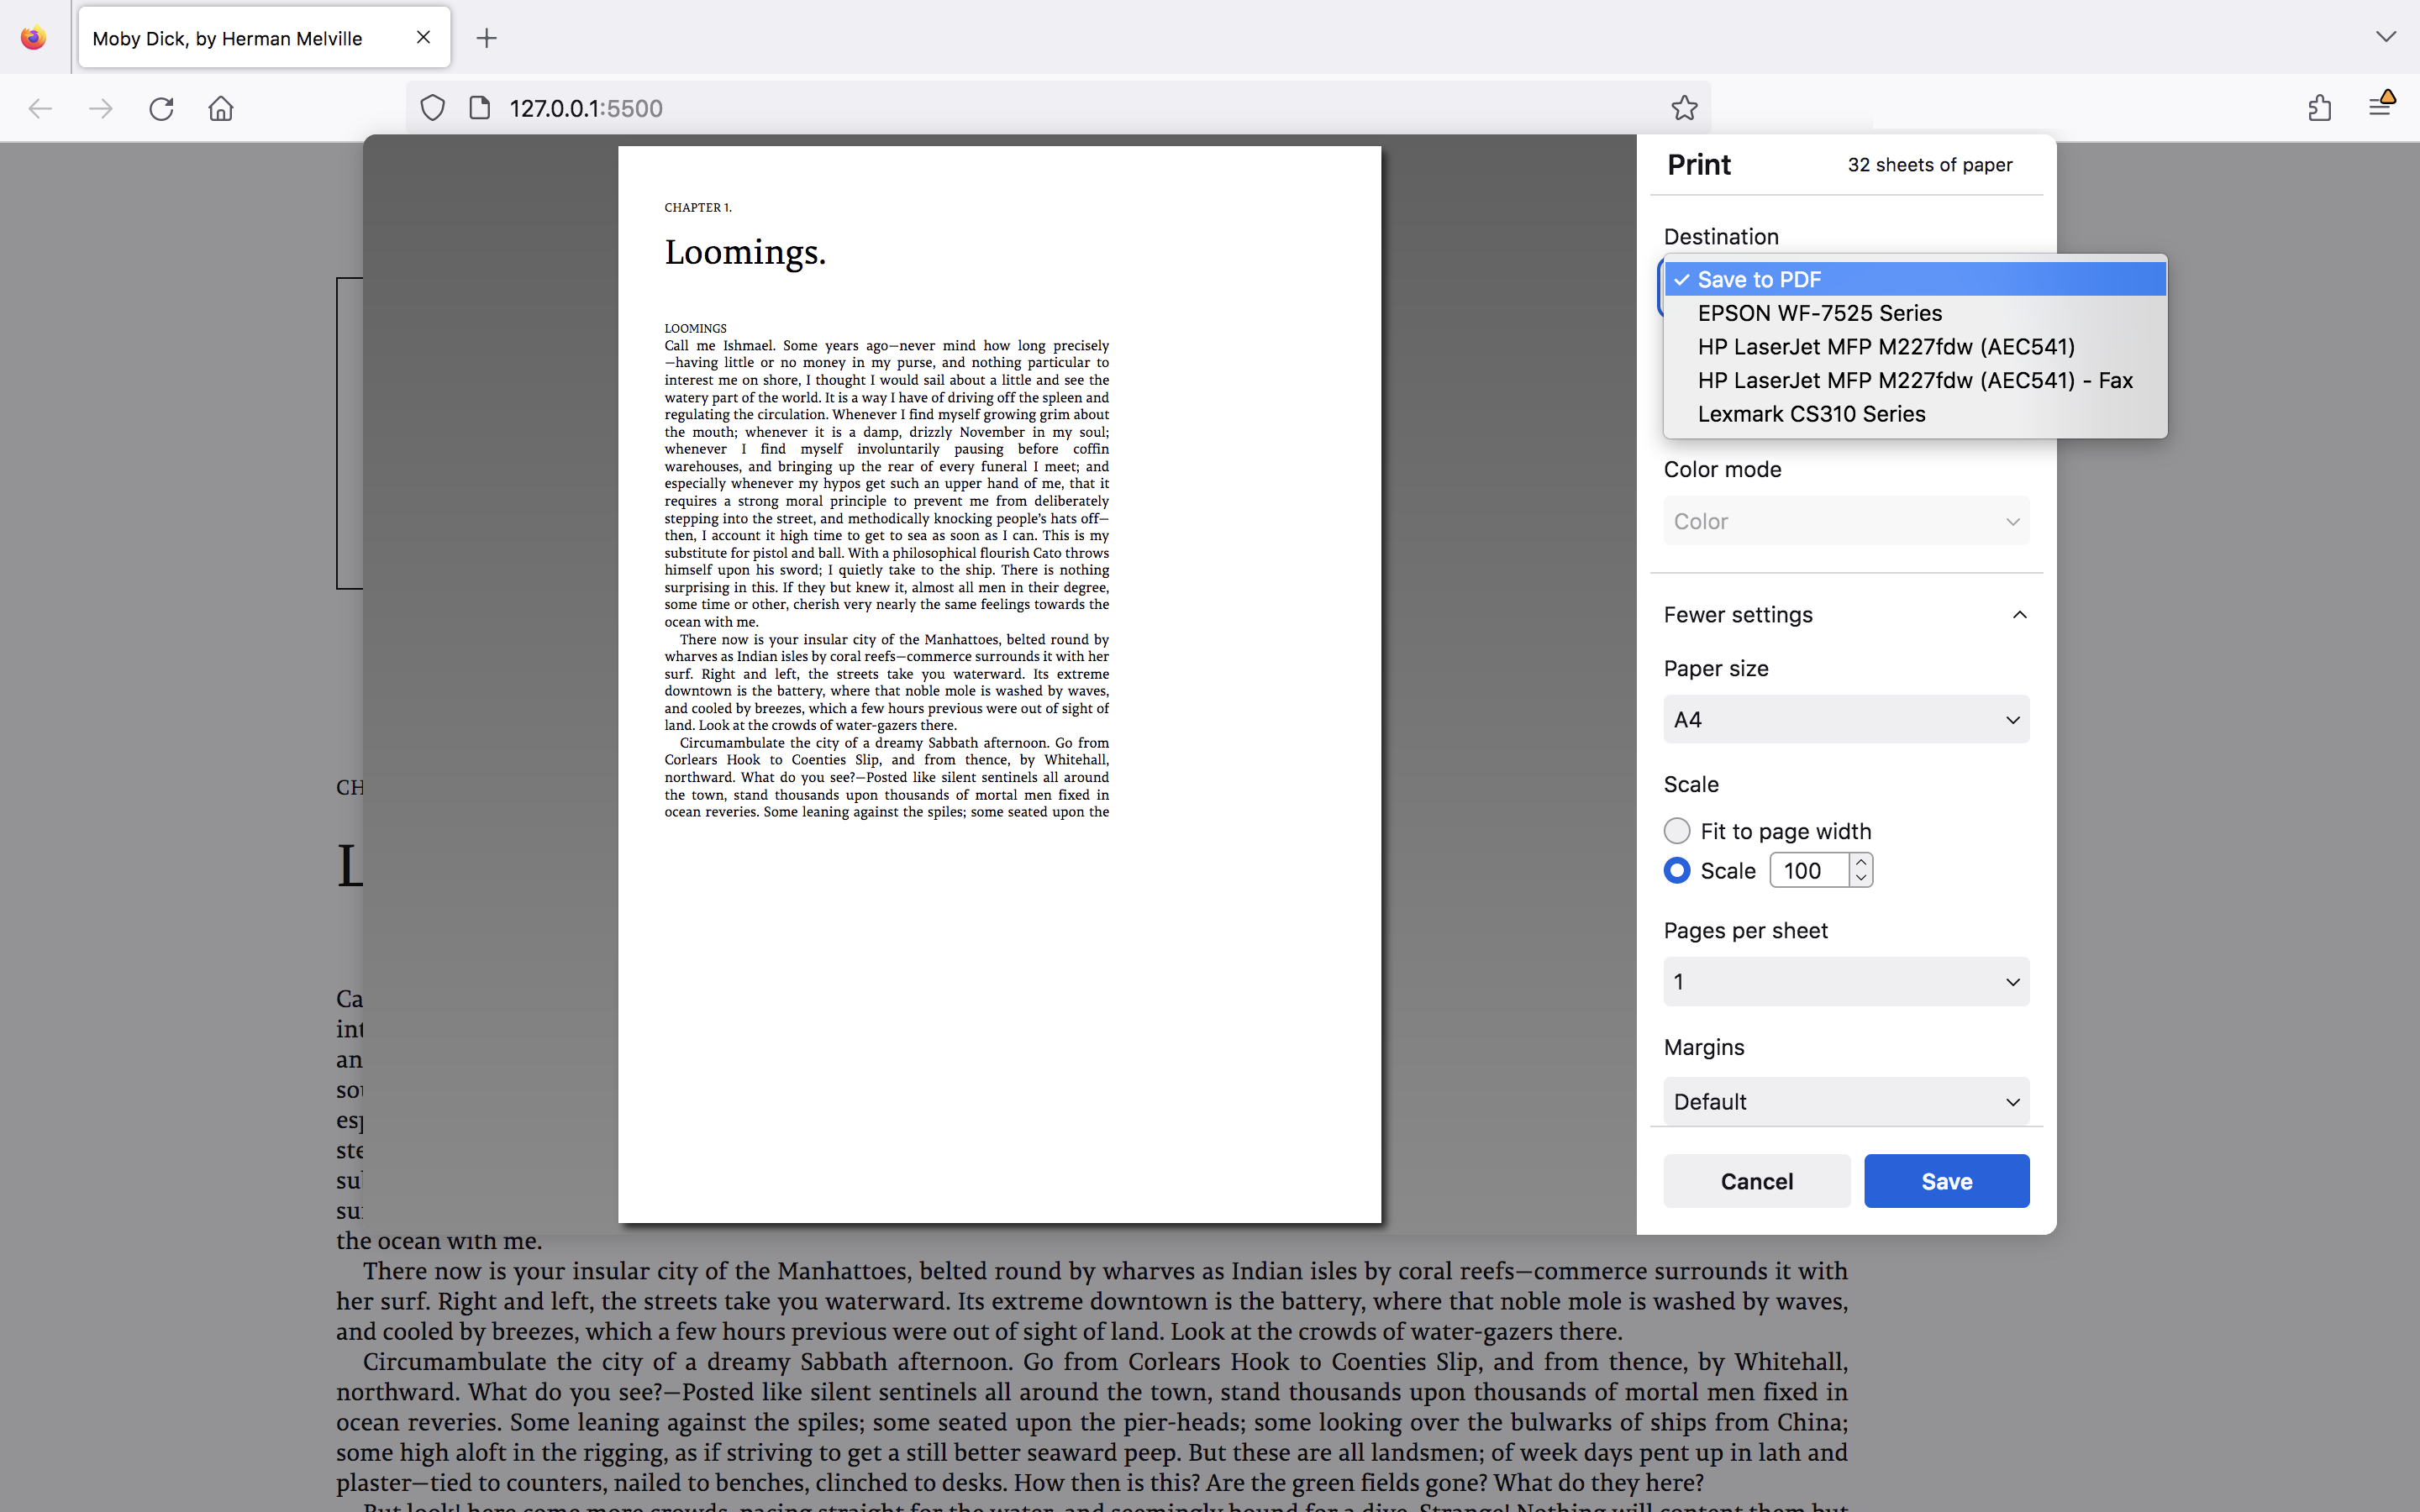 Moby Dick, by Herman Melville
127.0.0.1:5500
Print
32 sheets of paper
Destination
Save to PDF
EPSON WF-7525 Series
HP LaserJet MFP M227fdw (AEC541)
HP LaserJet MFP M227fdw (AEC541) - Fax
Lexmark CS310 Series
Color mode
Color
Fewer settings
Paper size
A4
Scale
Fit to page width
Scale 100
Pages per sheet
1
Margins
Default
Cancel
Save
CHAPTER 1.
Loomings.
LOOMINGS
Call me Ishmael. Some years ago—never mind how long precisely
—having little or no money in my purse, and nothing particular to
interest me on shore, I thought I would sail about a little and see the
watery part of the world. It is a way I have of driving off the spleen and
regulating the circulation. Whenever I find myself growing grim about
the mouth; whenever it is a damp, drizzly November in my soul;
whenever I find myself involuntarily pausing before coffin
warehouses, and bringing up the rear of every funeral I meet; and
especially whenever my hypos get such an upper hand of me, that it
requires a strong moral principle to prevent me from deliberately
stepping into the street, and methodically knocking people's hats off—
then, I account it high time to get to sea as soon as I can. This is my
substitute for pistol and ball. With a philosophical flourish Cato throws
himself upon his sword; I quietly take to the ship. There is nothing
surprising in this. If they but knew it, almost all men in their degree,
some time or other, cherish very nearly the same feelings towards the
ocean with me.
There now is your insular city of the Manhattoes, belted round by
wharves as Indian isles by coral reefs—commerce surrounds it with her
surf. Right and left, the streets take you waterward. Its extreme
downtown is the battery, where that noble mole is washed by waves,
and cooled by breezes, which a few hours previous were out of sight of
land. Look at the crowds of water-gazers there.
Circumambulate the city of a dreamy Sabbath afternoon. Go from
Corlears Hook to Coenties Slip, and from thence, by Whitehall,
northward. What do you see?—Posted like silent sentinels all around
the town, stand thousands upon thousands of mortal men fixed in
ocean reveries. Some leaning against the spiles; some seated upon the
CH
L
Ca
int
an
so
esp
ste
su
su
the ocean with me.
There now is your insular city of the Manhattoes, belted round by wharves as Indian isles by coral reefs—commerce surrounds it with
her surf. Right and left, the streets take you waterward. Its extreme downtown is the battery, where that noble mole is washed by waves,
and cooled by breezes, which a few hours previous were out of sight of land. Look at the crowds of water-gazers there.
Circumambulate the city of a dreamy Sabbath afternoon. Go from Corlears Hook to Coenties Slip, and from thence, by Whitehall,
northward. What do you see?—Posted like silent sentinels all around the town, stand thousands upon thousands of mortal men fixed in
ocean reveries. Some leaning against the spiles; some seated upon the pier-heads; some looking over the bulwarks of ships from China;
some high aloft in the rigging, as if striving to get a still better seaward peep. But these are all landsmen; of week days pent up in lath and
plaster—tied to counters, nailed to benches, clinched to desks. How then is this? Are the green fields gone? What do they here?